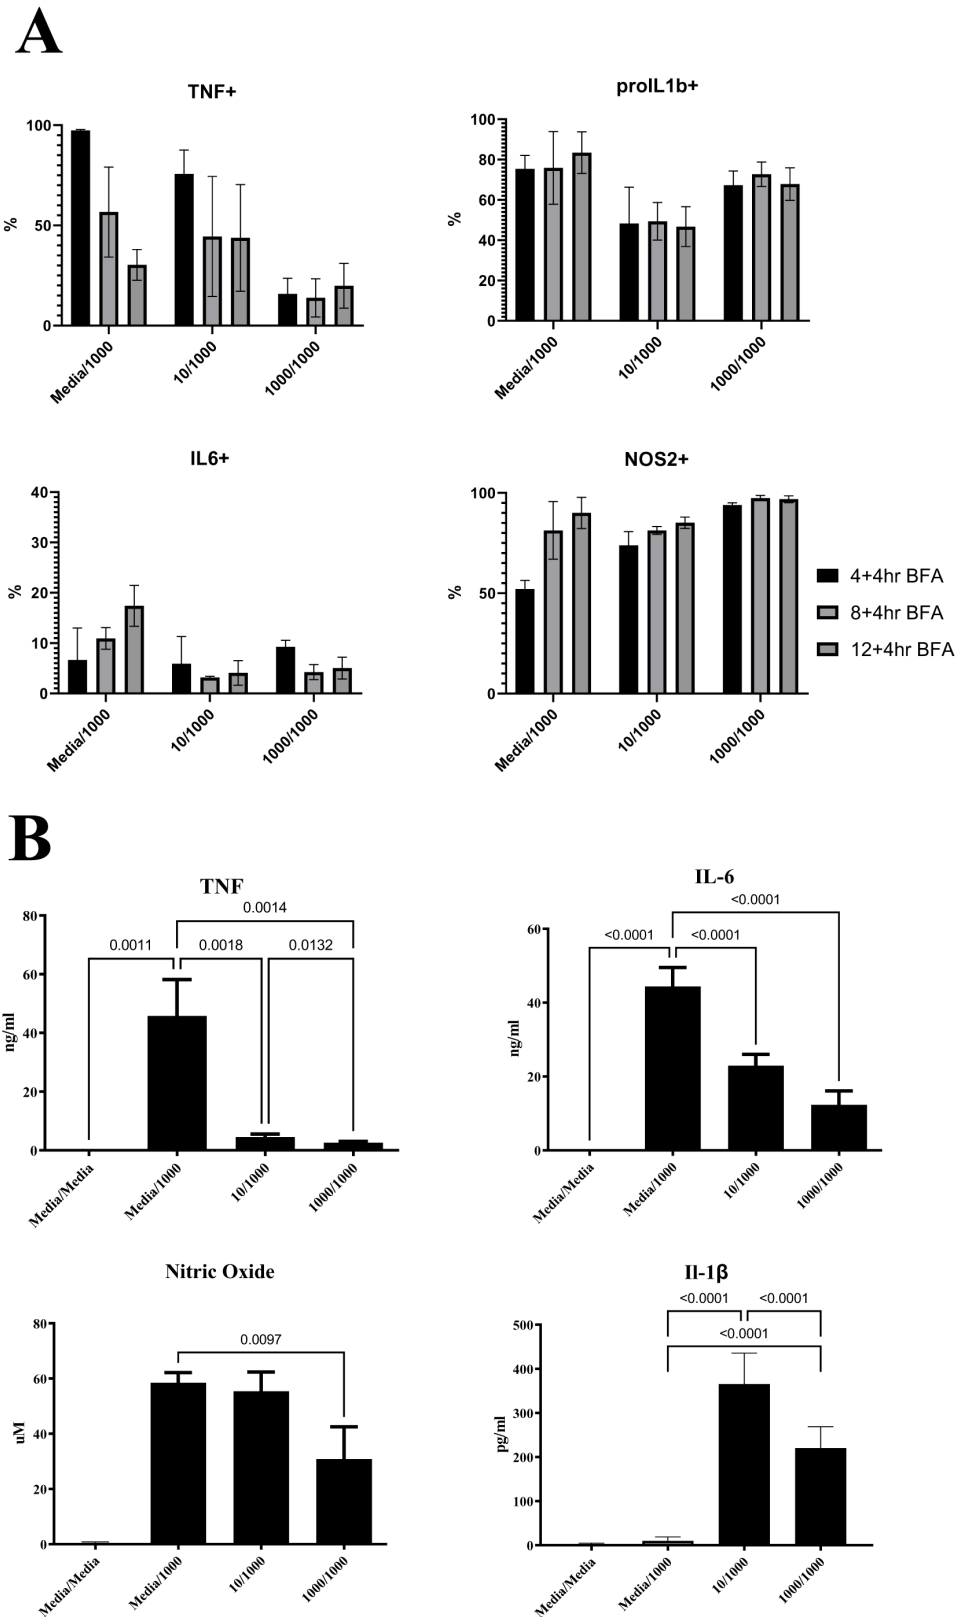 A
TNF+
proIL1b+
100
50
0
%
Media/1000
10/1000
1000/1000
100
80
60
40
20
0
%
Media/1000
10/1000
1000/1000
IL6+
NOS2+
40
30
20
10
0
%
Media/1000
10/1000
1000/1000
100
50
0
%
Media/1000
10/1000
1000/1000
4+4hr BFA
8+4hr BFA
12+4hr BFA
B
TNF
0.0014
0.0011
0.0018
0.0132
80
60
40
20
0
ng/ml
Media/Media
Media/1000
10/1000
1000/1000
IL-6
<0.0001
<0.0001
<0.0001
60
40
20
0
ng/ml
Media/Media
Media/1000
10/1000
1000/1000
Nitric Oxide
0.0097
80
60
40
20
0
uM
Media/Media
Media/1000
10/1000
1000/1000
Il-1β
<0.0001
<0.0001
<0.0001
500
400
300
200
100
0
pg/ml
Media/Media
Media/1000
10/1000
1000/1000